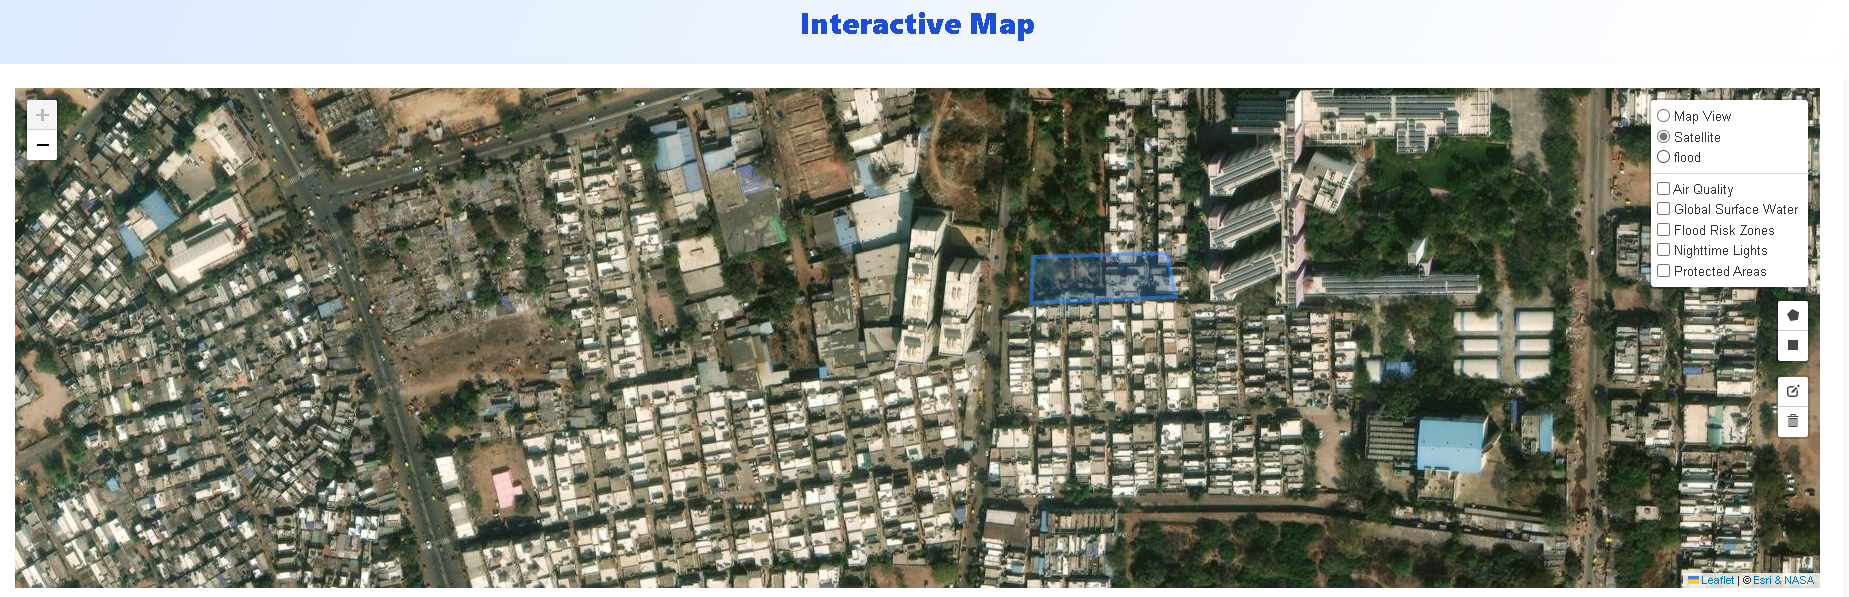 Interactive Map
+
−
Map View
Satellite
flood
Air Quality
Global Surface Water
Flood Risk Zones
Nighttime Lights
Protected Areas
Leaflet | © Esri & NASA